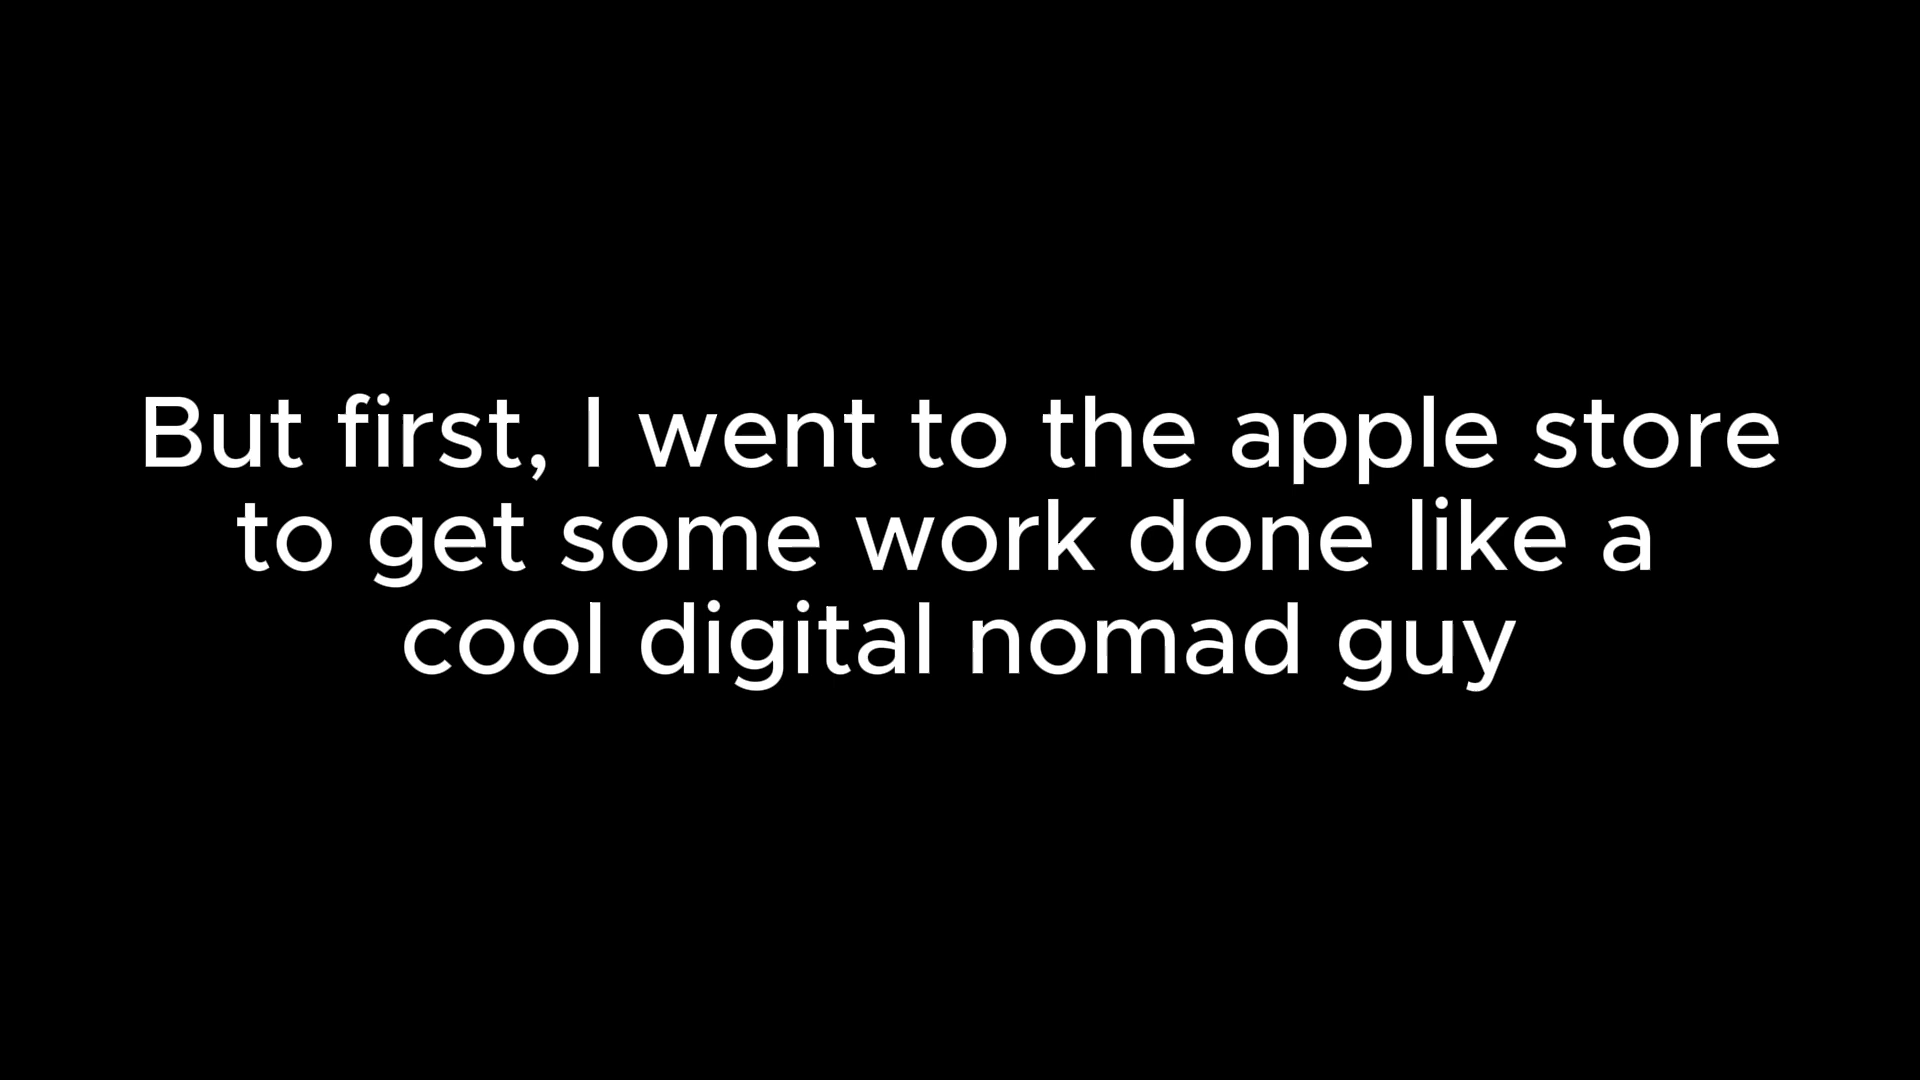 But first, I went to the apple store
to get some work done like a
cool digital nomad guy